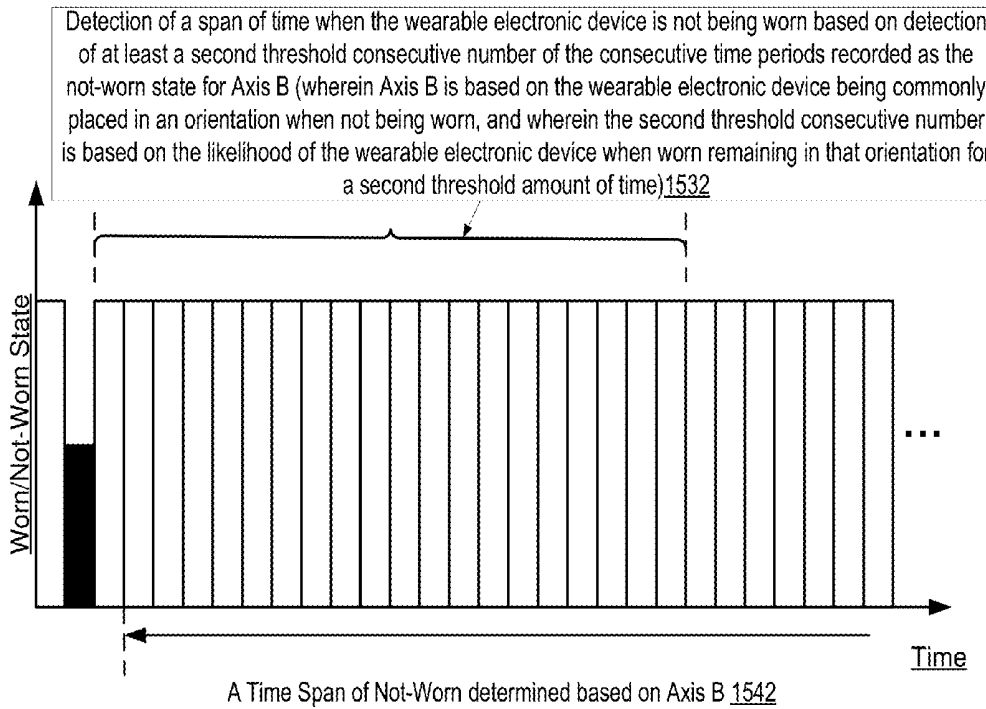 Detection of a span of time when the wearable electronic device is not being worn based on detection
of at least a second threshold consecutive number of the consecutive time periods recorded as the
not-worn state for Axis B (wherein Axis B is based on the wearable electronic device being commonly
placed in an orientation when not being worn, and wherein the second threshold consecutive number
is based on the likelihood of the wearable electronic device when worn remaining in that orientation for
a second threshold amount of time)1532
Worn/Not-Worn State
...
Time
A Time Span of Not-Worn determined based on Axis B 1542